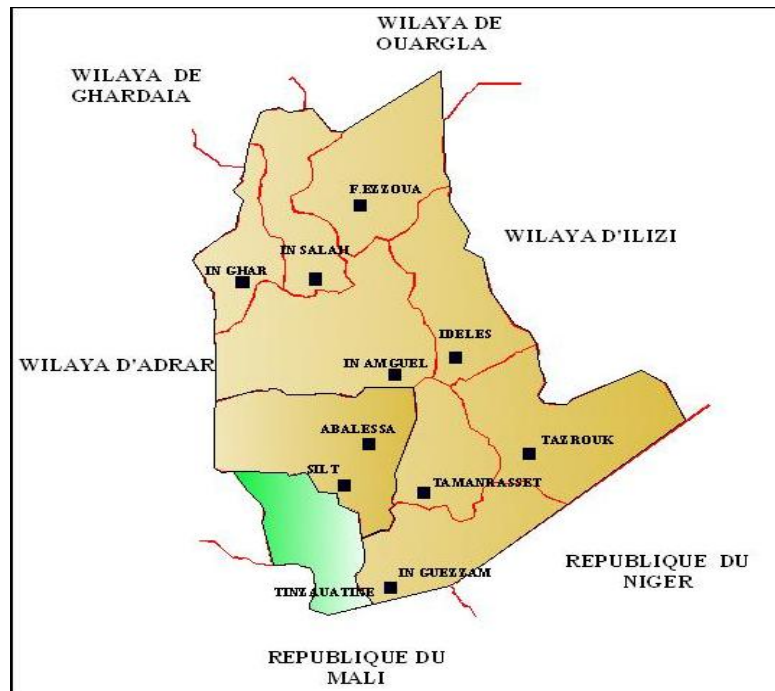 WILAYA DE
OUARGLA
WILAYA DE
GHARDAIA
F.EZZOUA
WILAYA D'ILIZI
IN SALAH
IN GHAR
IDELES
WILAYA D'ADRAR
IN AMGUEL
ABALESSA
TAZROUK
SILT
TAMANRASSET
REPUBLIQUE DU
NIGER
IN GUEZZAM
TINZAUATINE
REPUBLIQUE DU
MALI